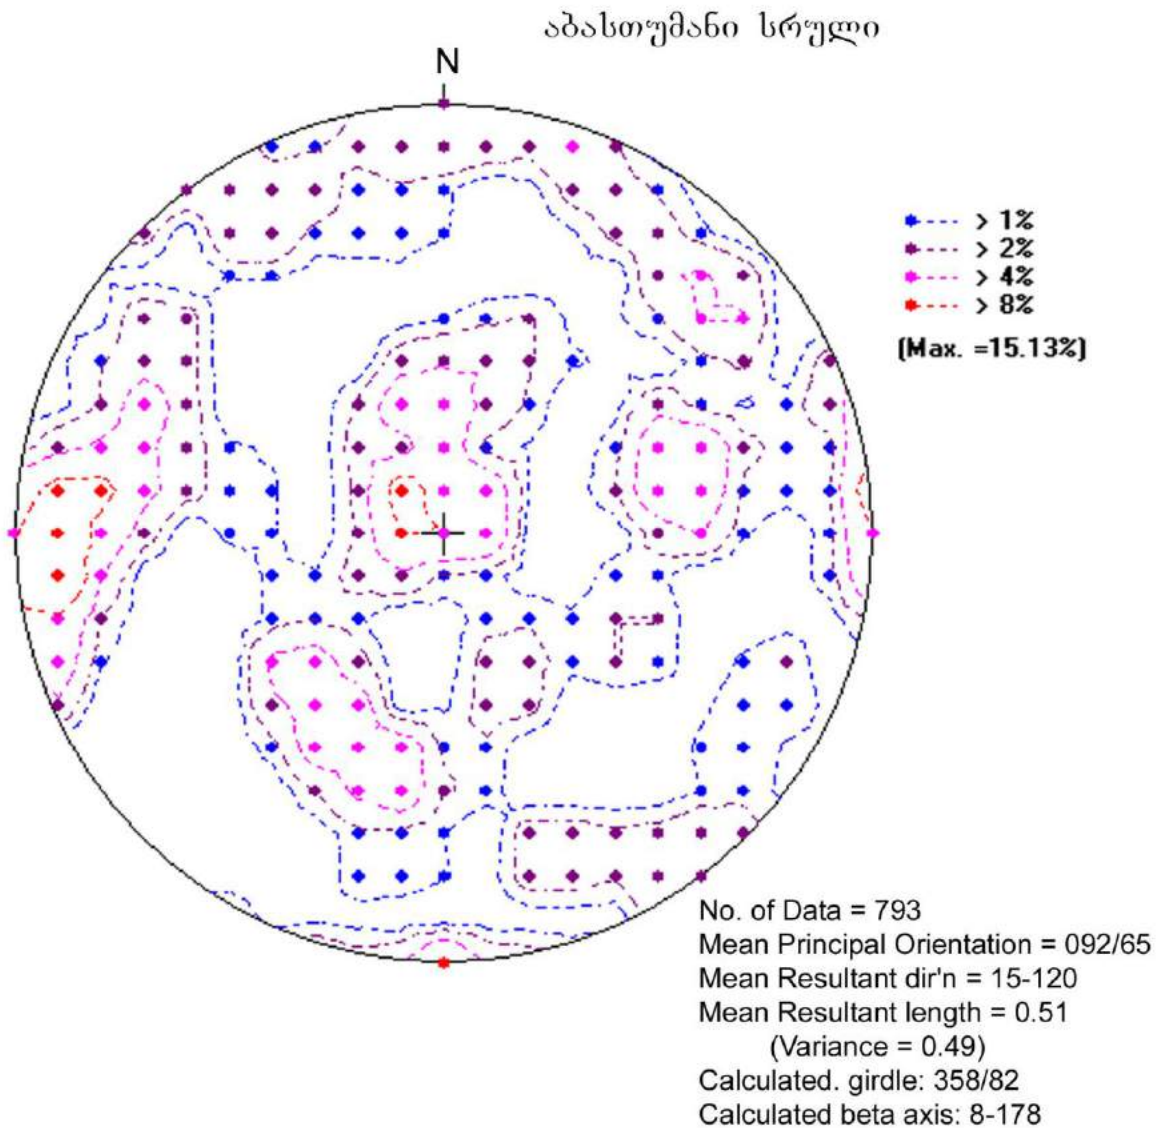 აბასთუმანი სრული
N
> 1%
> 2%
> 4%
> 8%
(Max. =15.13%)
No. of Data = 793
Mean Principal Orientation = 092/65
Mean Resultant dir'n = 15-120
Mean Resultant length = 0.51
(Variance = 0.49)
Calculated. girdle: 358/82
Calculated beta axis: 8-178